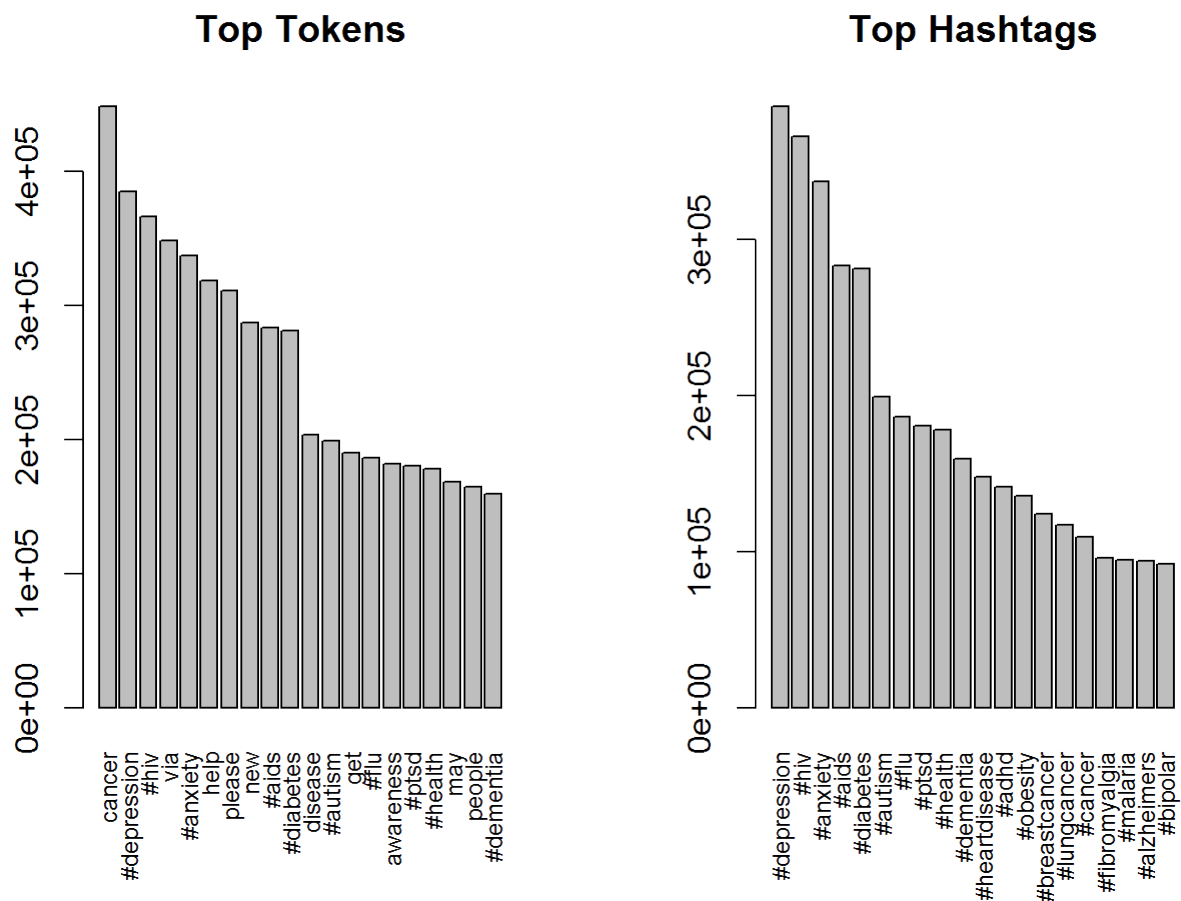 Top Tokens
4e+05
3e+05
2e+05
1e+05
0e+00
cancer
#depression
#hiv
via
#anxiety
help
please
new
#aids
#diabetes
disease
#autism
get
#flu
awareness
#ptsd
#health
may
people
#dementia
Top Hashtags
3e+05
2e+05
1e+05
0e+00
#depression
#hiv
#anxiety
#aids
#diabetes
#autism
#flu
#ptsd
#health
#dementia
#heartdisease
#adhd
#obesity
#breastcancer
#lungcancer
#cancer
#fibromyalgia
#malaria
#alzheimers
#bipolar